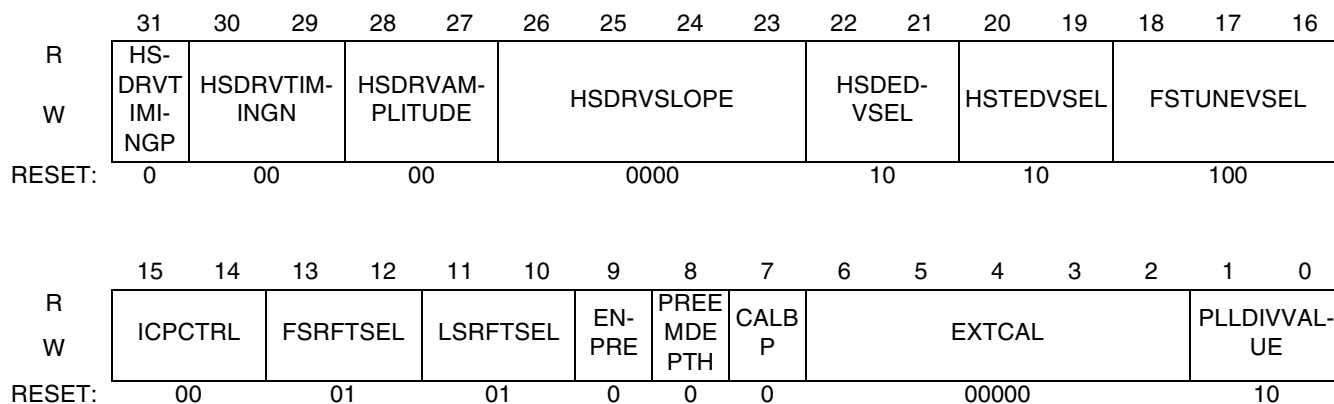 31 30 29 28 27 26 25 24 23 22 21 20 19 18 17 16
R
W
HS-
DRVT
IMI-
NGP
HSDRVTIM-
INGN
HSDRVAM-
PLITUDE
HSDRVSLOPE
HSDED-
VSEL
HSTEDVSEL
FSTUNEVSEL
RESET: 0 00 00 0000 10 10 100
15 14 13 12 11 10 9 8 7 6 5 4 3 2 1 0
R
W
ICPCTRL
FSRFTSEL
LSRFTSEL
EN-
PRE
PREE
MDE
PTH
CALB
P
EXTCAL
PLLDIVVAL-
UE
RESET: 00 01 01 0 0 0 00000 10